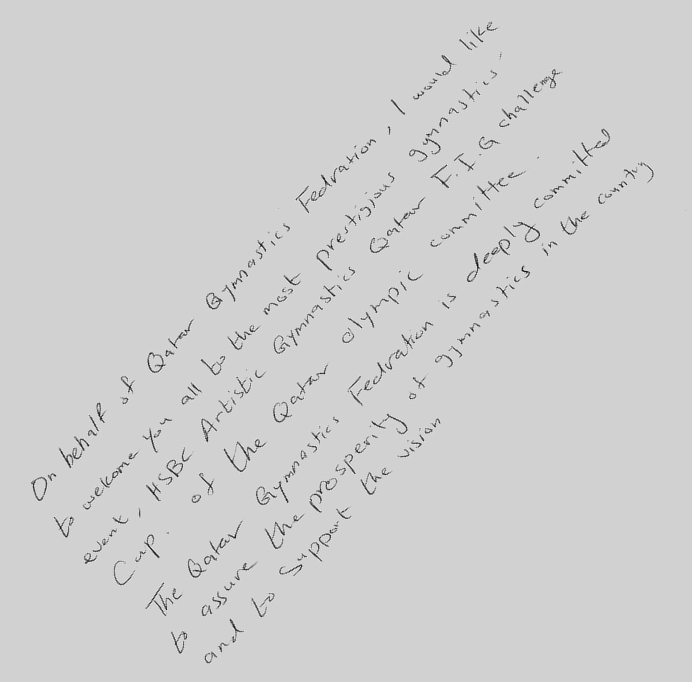 On behalf of Qatar Gymnastics Fedration, I would like
to welcome you all to the most prestigious gymnastics
event, HSBC Artistic Gymnastics Qatar F.I.G challenge
Cup. of the Qatar olympic committee.
The Qatar Gymnastics Fedration is deeply committed
to assure the prosperity of gymnastics in the country
and to support the vision